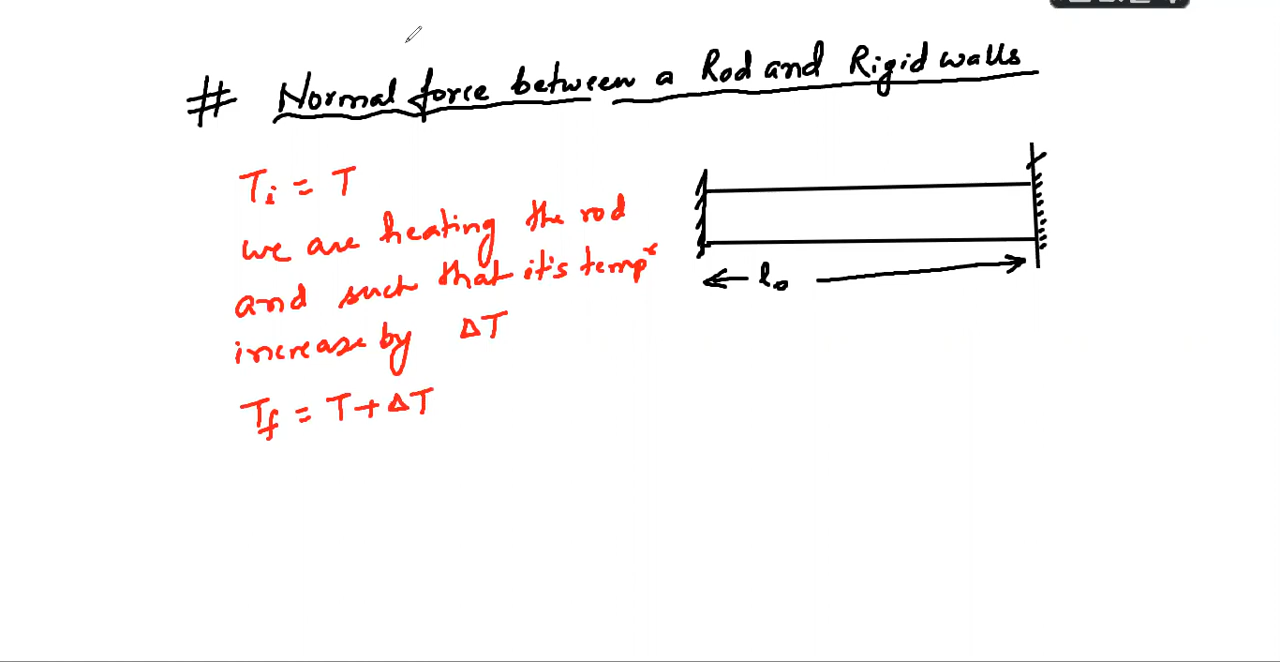 # Normal force between a Rod and Rigid walls
Ti = T
we are heating the rod
and such that it's tempr
increase by ΔT
Tf = T + ΔT
l₀